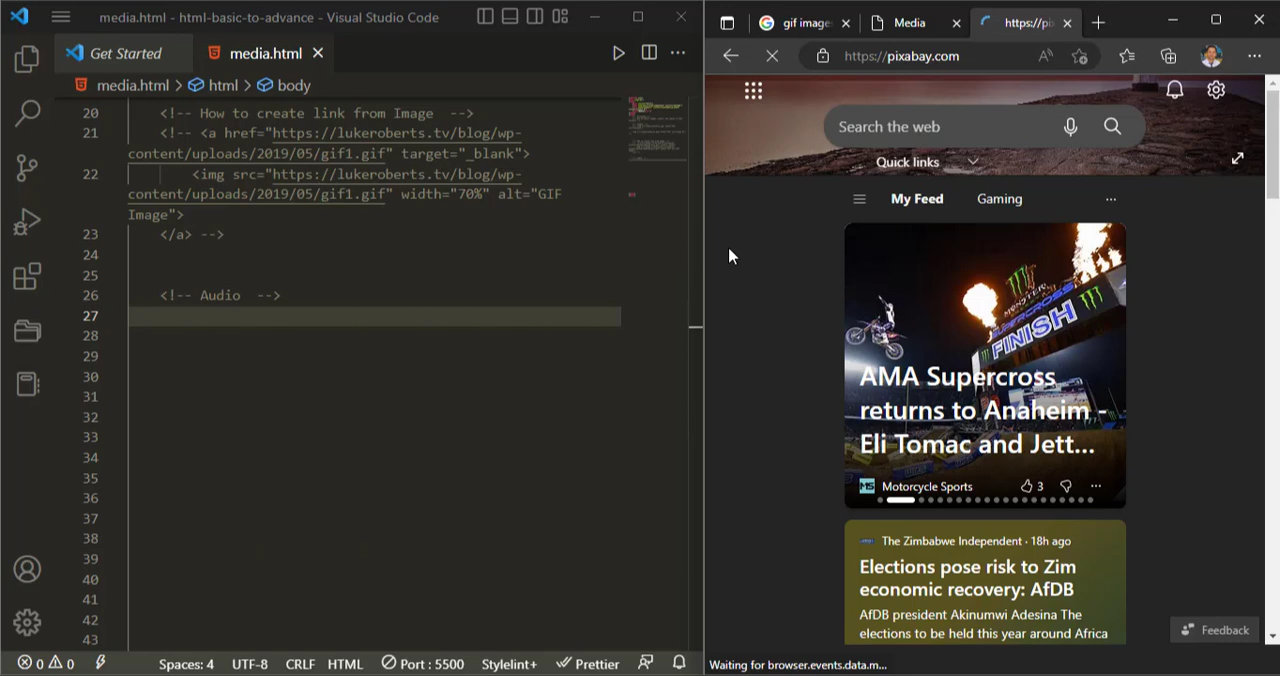 media.html - html-basic-to-advance - Visual Studio Code
Get Started
media.html
media.html > html > body
20 <!-- How to create link from Image -->
21 <!-- <a href="https://lukeroberts.tv/blog/wp-
content/uploads/2019/05/gif1.gif" target="_blank">
22 <img src="https://lukeroberts.tv/blog/wp-
content/uploads/2019/05/gif1.gif" width="70%" alt="GIF
Image">
23 </a> -->
24
25
26 <!-- Audio -->
27
28
29
30
31
32
33
34
35
36
37
38
39
40
41
42
43
0 0
Spaces: 4 UTF-8 CRLF HTML Port : 5500 Stylelint+ Prettier
gif image
Media
https://pi
https://pixabay.com
Search the web
Quick links
My Feed Gaming
MONSTER
SUPERCROSS
FINISH
AMA Supercross
returns to Anaheim -
Eli Tomac and Jett...
MS Motorcycle Sports 3
The Zimbabwe Independent · 18h ago
Elections pose risk to Zim
economic recovery: AfDB
AfDB president Akinumwi Adesina The
elections to be held this year around Africa
Feedback
Waiting for browser.events.data.m...